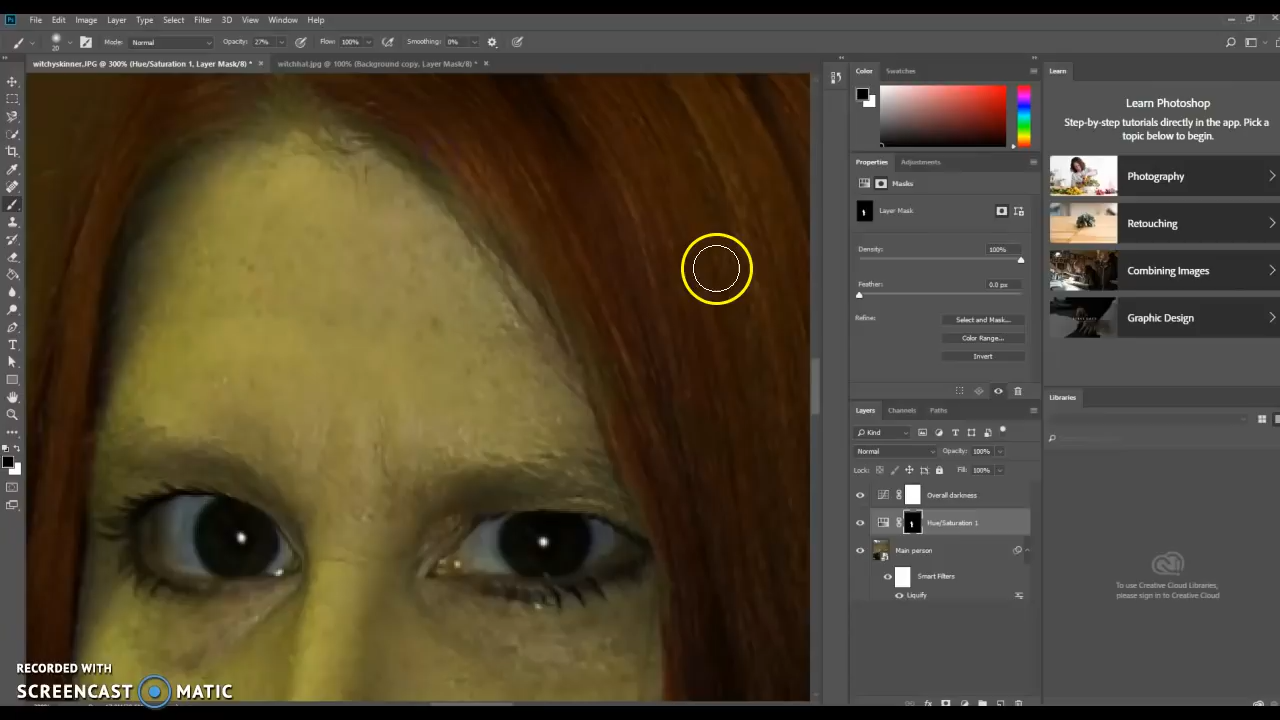 Ps File Edit Image Layer Type Select Filter 3D View Window Help
20 Mode: Normal Opacity: 27% Flow: 100% Smoothing: 0%
witchyskinner.JPG @ 300% (Hue/Saturation 1, Layer Mask/8) * × witchhat.jpg @ 100% (Background copy, Layer Mask/8) * ×
Color Swatches
Learn
Learn Photoshop
Step-by-step tutorials directly in the app. Pick a
topic below to begin.
Photography
Retouching
Combining Images
Graphic Design
Properties Adjustments
Masks
Layer Mask
Density: 100%
Feather: 0.0 px
Refine: Select and Mask...
Color Range...
Invert
Layers Channels Paths
Kind
Normal Opacity: 100%
Lock: Fill: 100%
Overall darkness
Hue/Saturation 1
Main person
Smart Filters
Liquify
Libraries
To use Creative Cloud Libraries,
please sign in to Creative Cloud
RECORDED WITH
SCREENCAST MATIC